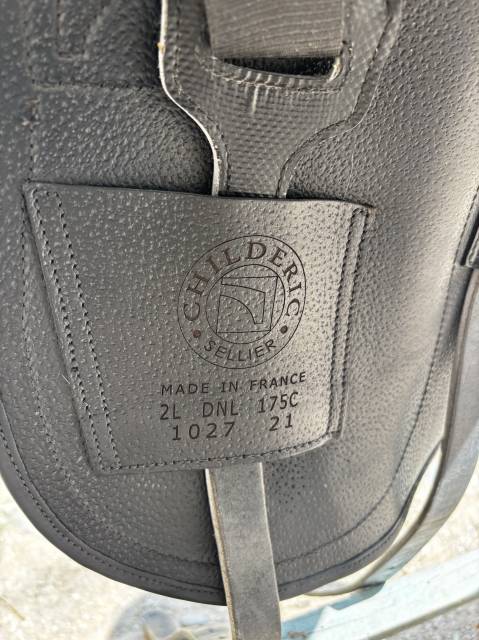 CHILDERIC
• SELLIER •
MADE IN FRANCE
2L DNL 175C
1027 21